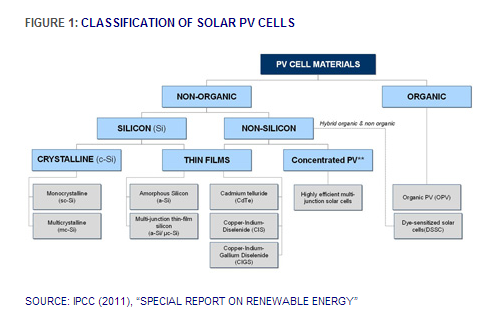 FIGURE 1: CLASSIFICATION OF SOLAR PV CELLS
PV CELL MATERIALS
NON-ORGANIC
ORGANIC
SILICON (Si)
NON-SILICON
Hybrid organic & non organic
CRYSTALLINE (c-Si)
THIN FILMS
Concentrated PV**
Monocrystalline
(sc-Si)
Amorphous Silicon
(a-Si)
Cadmium telluride
(CdTe)
Highly efficient multi-
junction solar cells
Organic PV (OPV)
Multicrystalline
(mc-Si)
Multi-junction thin-film
silicon
(a-Si/ µc-Si)
Copper-Indium-
Diselenide (CIS)
Dye-sensitized solar
cells(DSSC)
Copper-Indium-
Gallium Diselenide
(CIGS)
SOURCE: IPCC (2011), “SPECIAL REPORT ON RENEWABLE ENERGY”